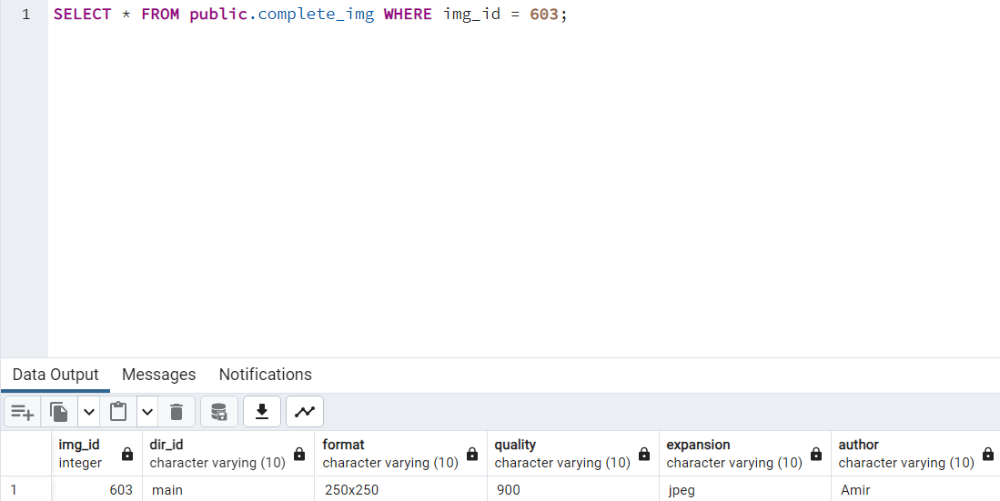 1 SELECT * FROM public.complete_img WHERE img_id = 603;
Data Output Messages Notifications
img_id dir_id format quality expansion author
integer character varying (10) character varying (10) character varying (10) character varying (10) character varying (10)
1 603 main 250x250 900 jpeg Amir